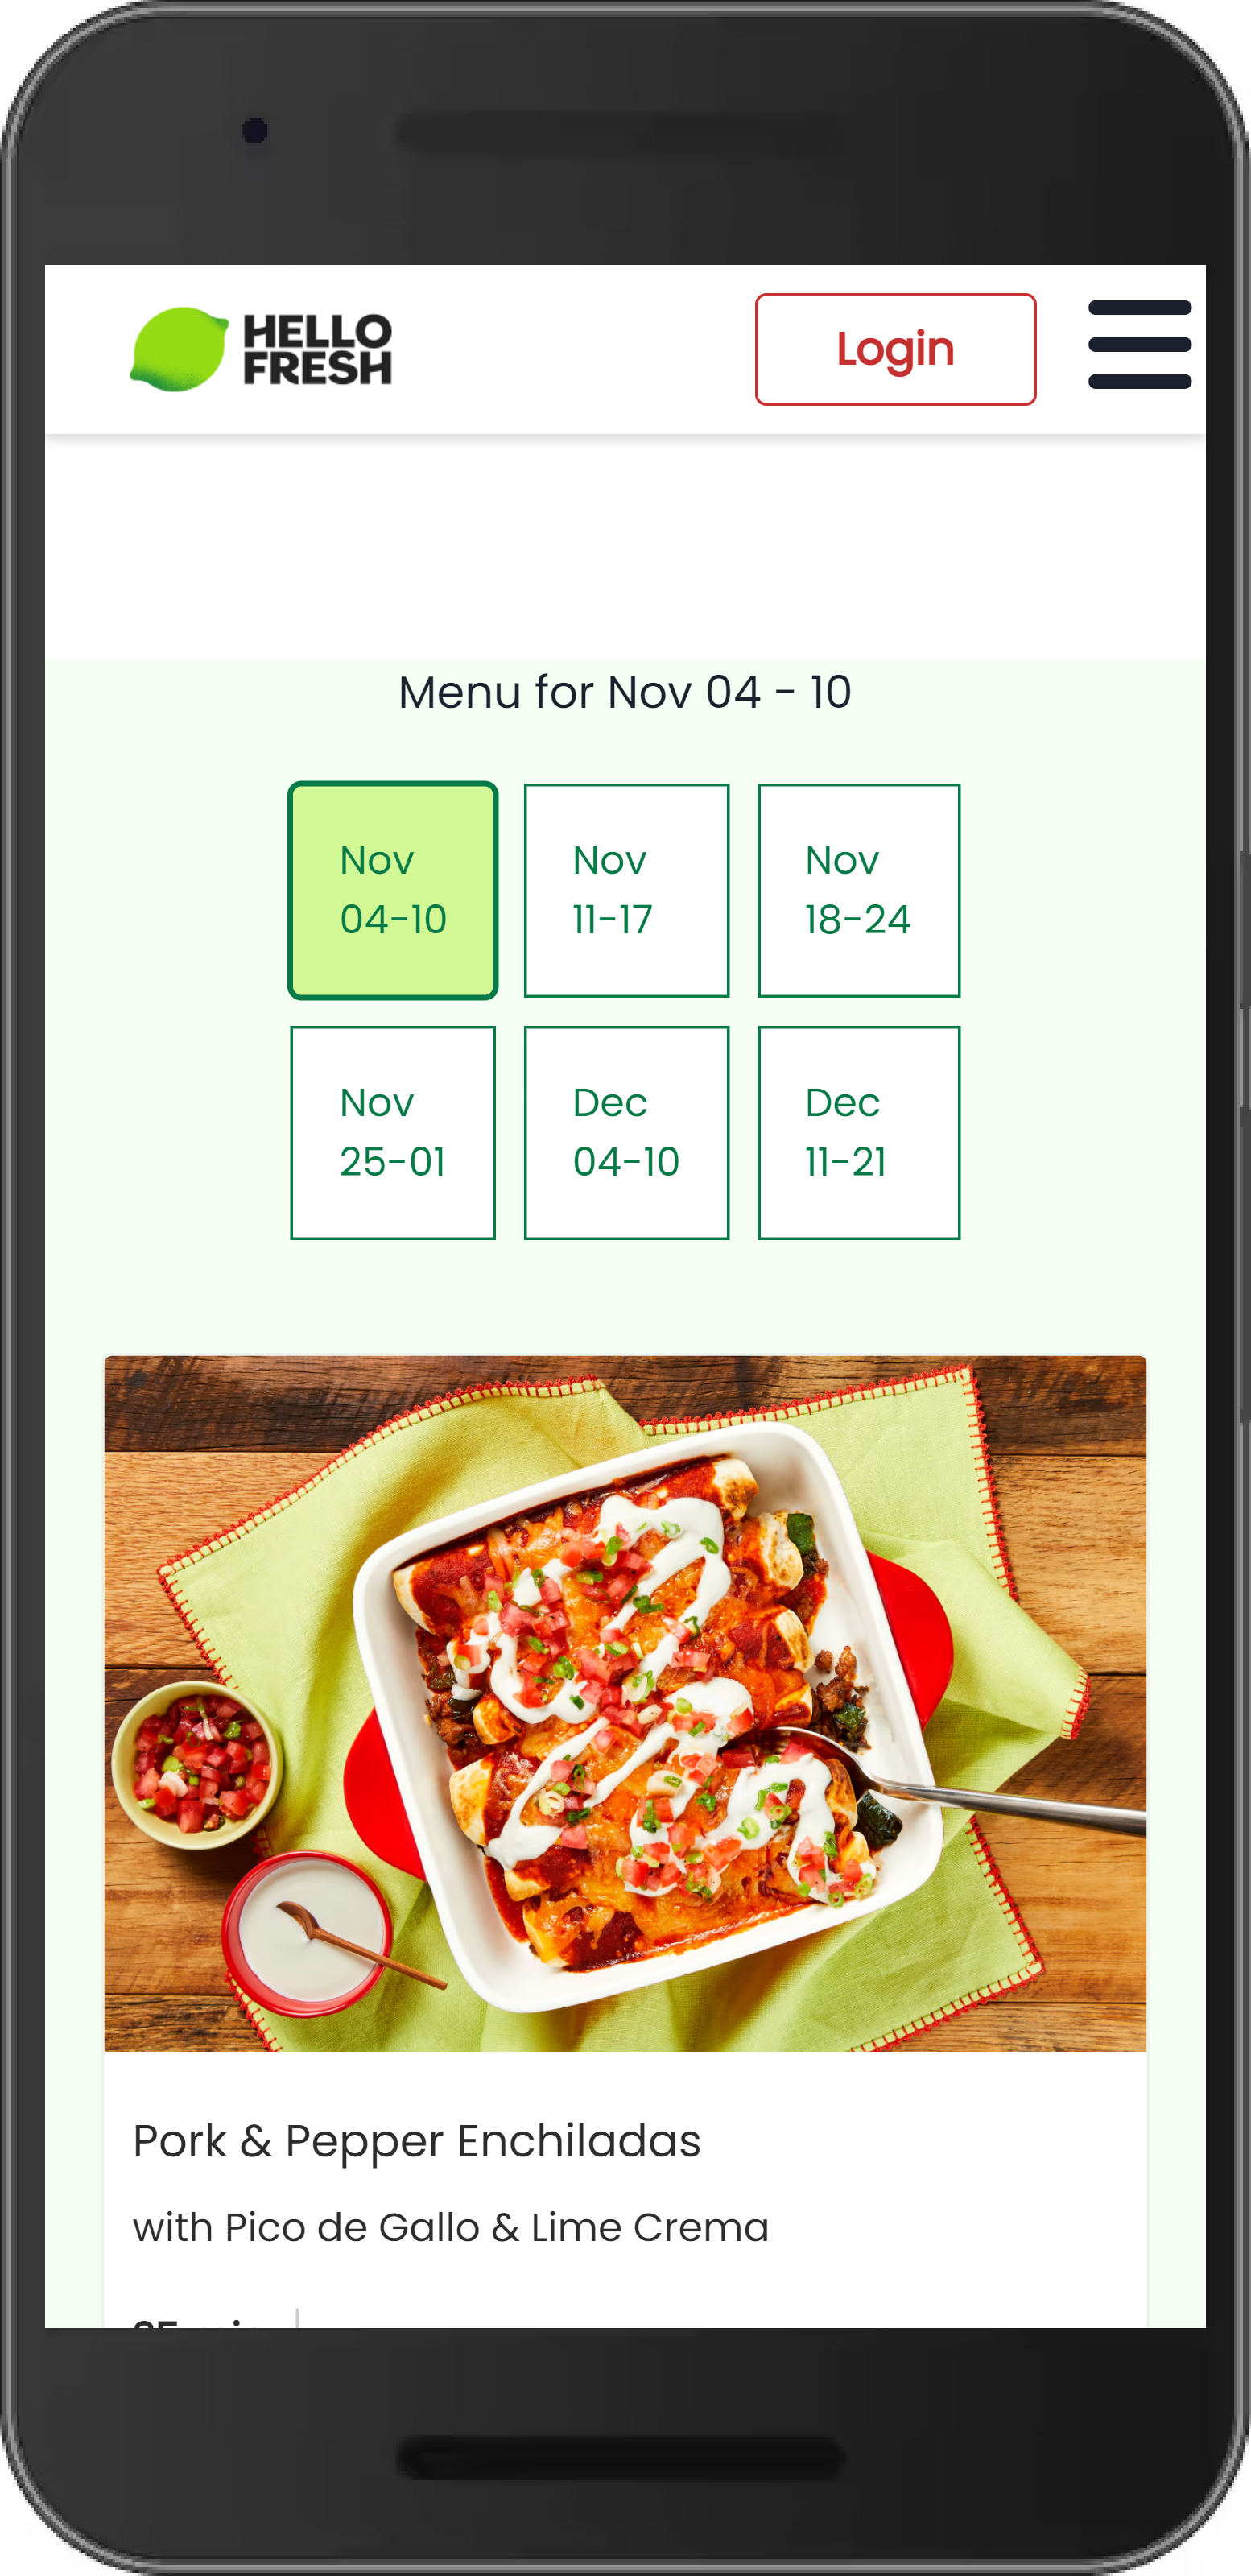 HELLO
FRESH
Login
Menu for Nov 04 - 10
Nov
04-10
Nov
11-17
Nov
18-24
Nov
25-01
Dec
04-10
Dec
11-21
Pork & Pepper Enchiladas
with Pico de Gallo & Lime Crema